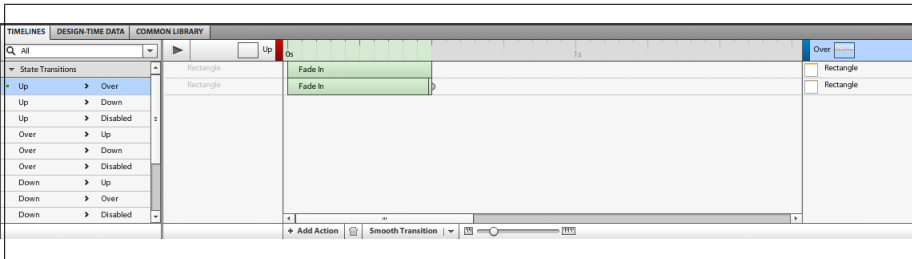 TIMELINES DESIGN-TIME DATA COMMON LIBRARY
All Up 0s 1s Over
State Transitions Rectangle Fade In Rectangle
Up Over Rectangle Fade In Rectangle
Up Down
Up Disabled
Over Up
Over Down
Over Disabled
Down Up
Down Over
Down Disabled
+ Add Action Smooth Transition